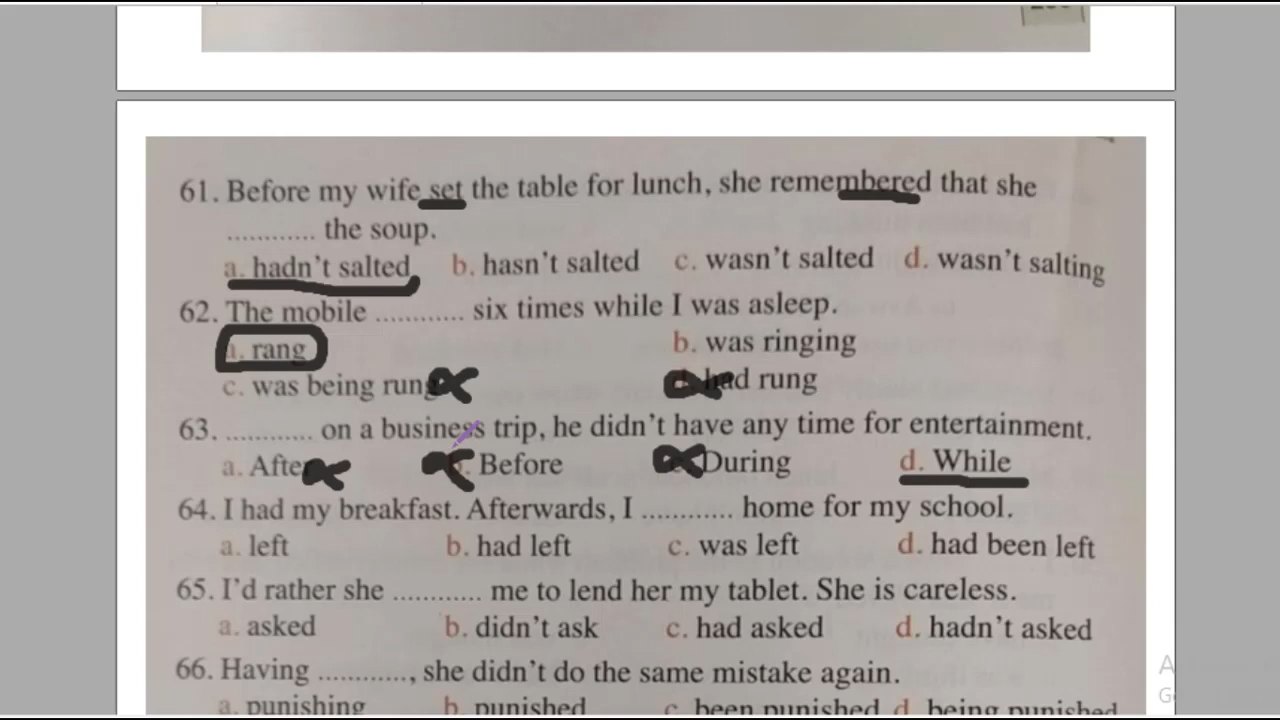 61. Before my wife set the table for lunch, she remembered that she
............ the soup.
a. hadn't salted b. hasn't salted c. wasn't salted d. wasn't salting
62. The mobile ............ six times while I was asleep.
a. rang b. was ringing
c. was being rung d. had rung
63. ............ on a business trip, he didn't have any time for entertainment.
a. After b. Before c. During d. While
64. I had my breakfast. Afterwards, I ............ home for my school.
a. left b. had left c. was left d. had been left
65. I'd rather she ............ me to lend her my tablet. She is careless.
a. asked b. didn't ask c. had asked d. hadn't asked
66. Having ............, she didn't do the same mistake again.
a. punishing b. punished c. been punished d. being punished